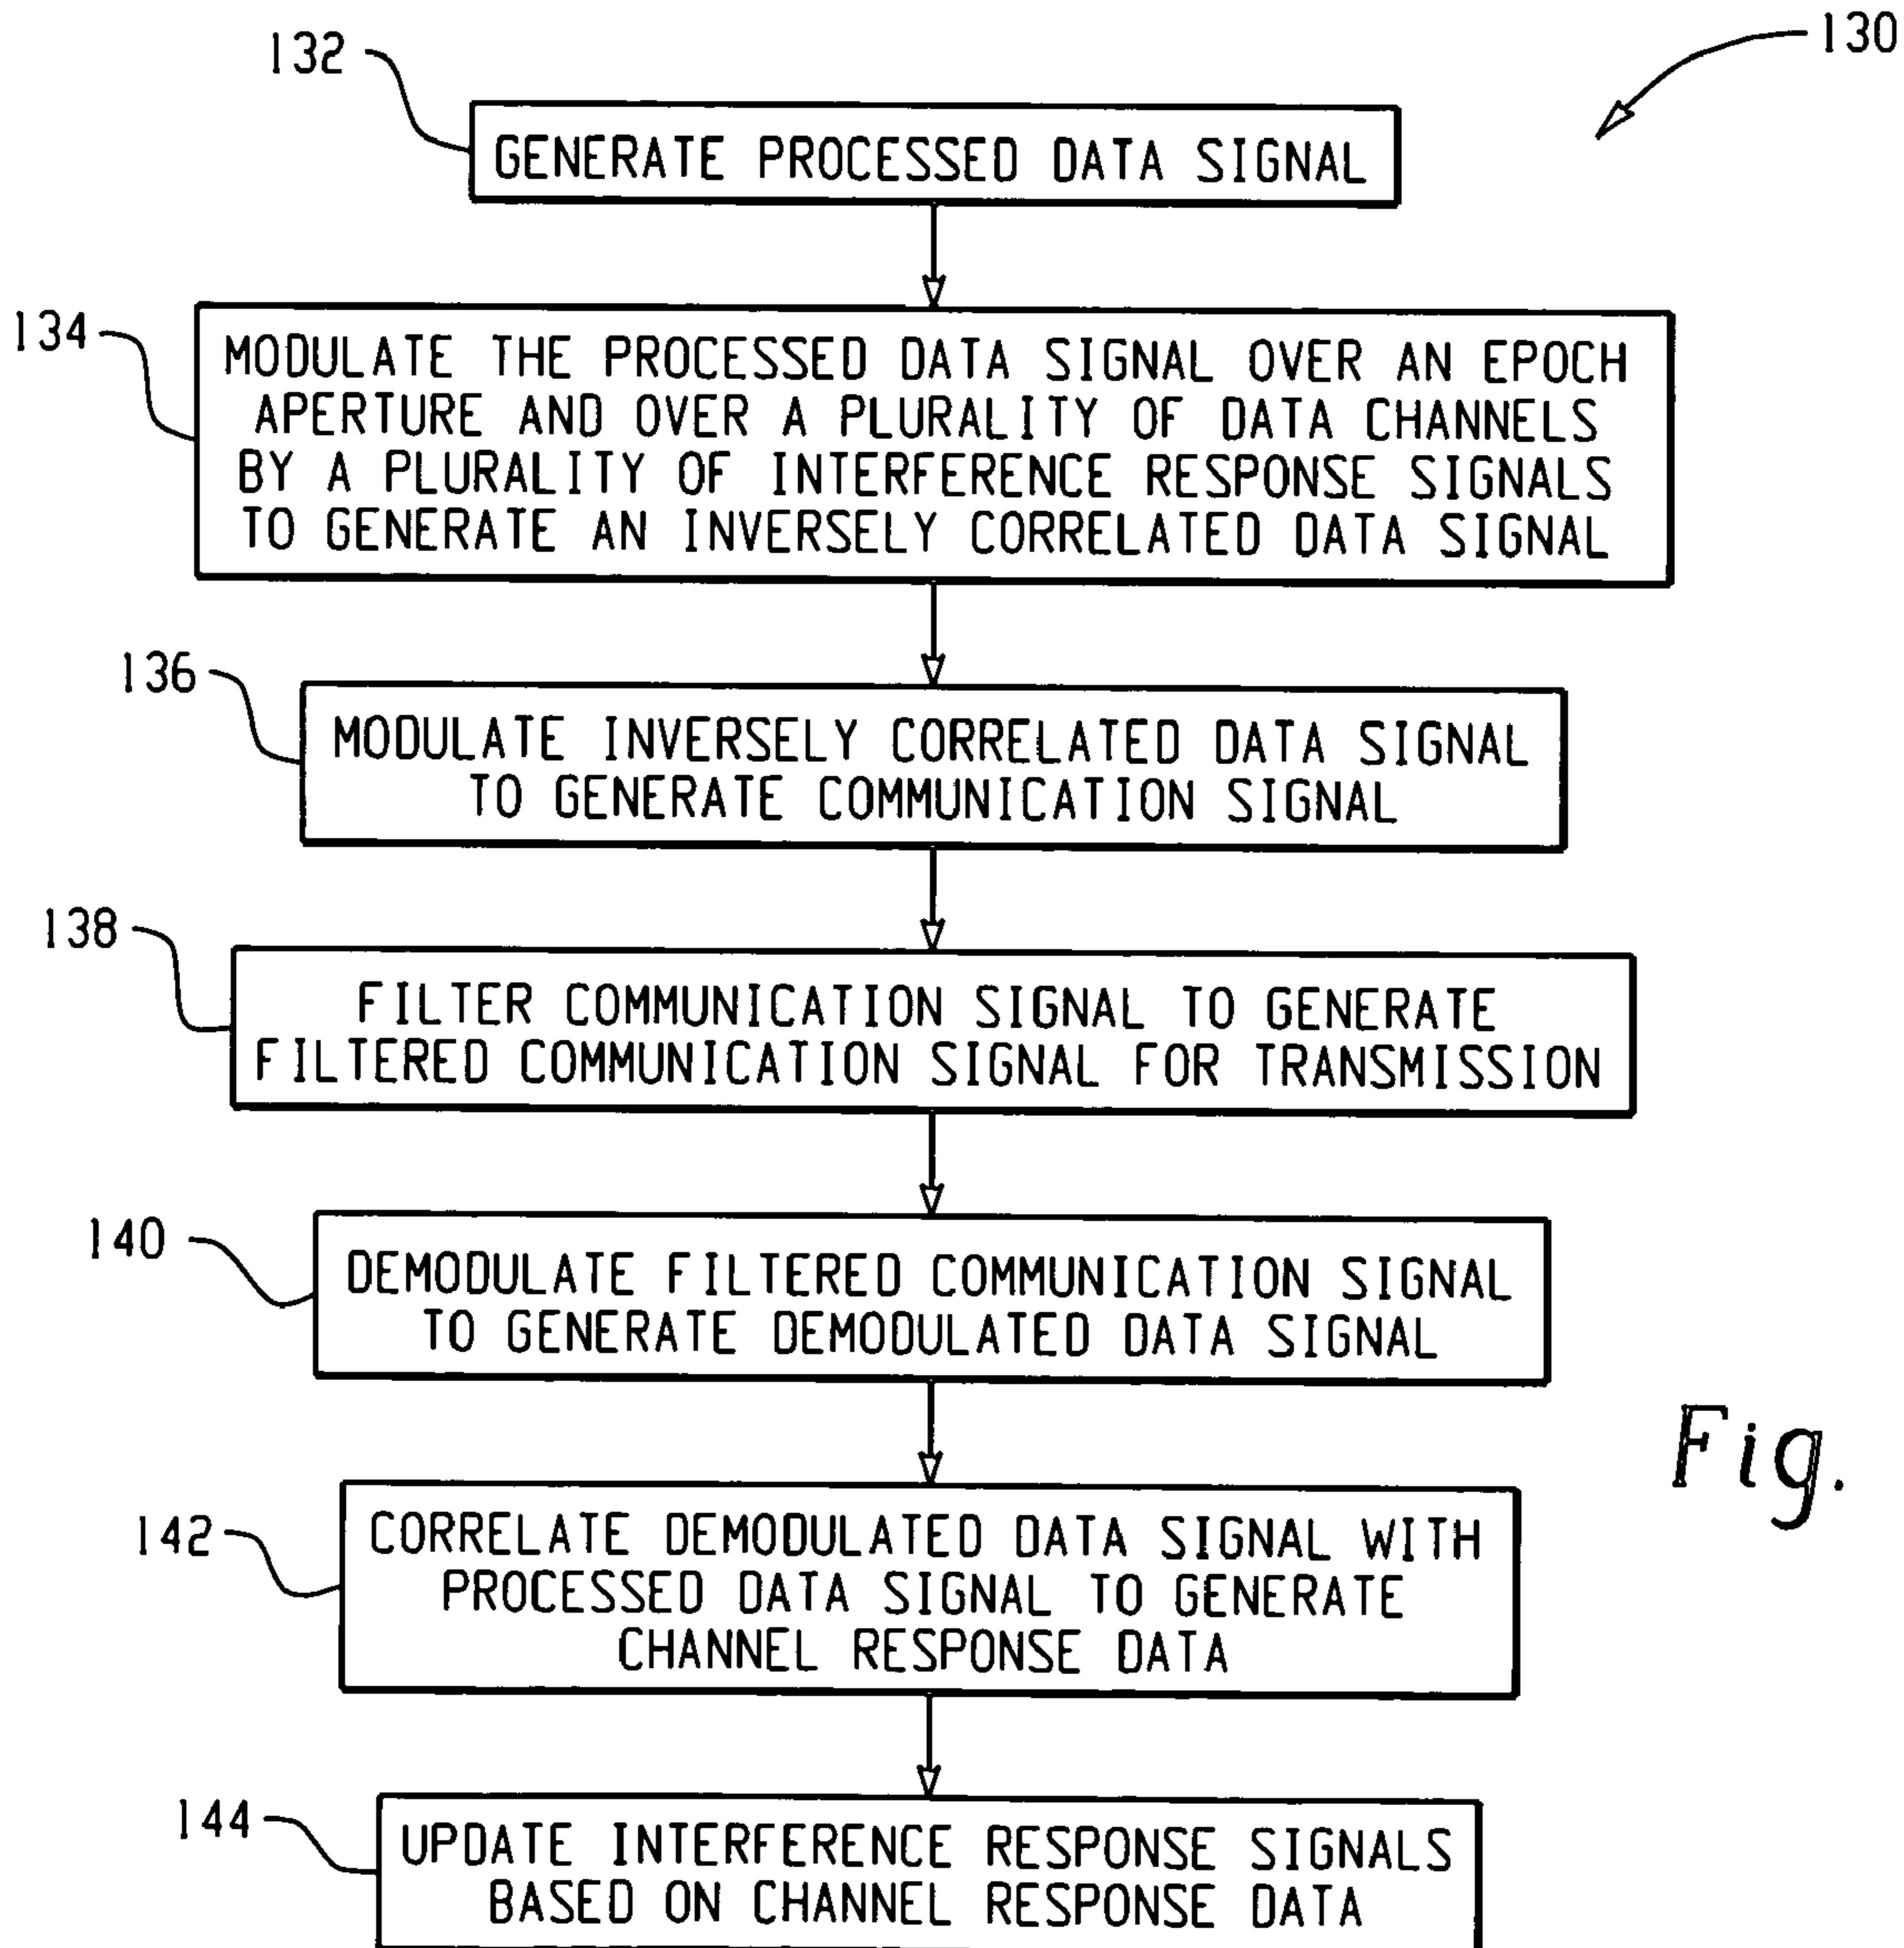 130
132
GENERATE PROCESSED DATA SIGNAL
134
MODULATE THE PROCESSED DATA SIGNAL OVER AN EPOCH
APERTURE AND OVER A PLURALITY OF DATA CHANNELS
BY A PLURALITY OF INTERFERENCE RESPONSE SIGNALS
TO GENERATE AN INVERSELY CORRELATED DATA SIGNAL
136
MODULATE INVERSELY CORRELATED DATA SIGNAL
TO GENERATE COMMUNICATION SIGNAL
138
FILTER COMMUNICATION SIGNAL TO GENERATE
FILTERED COMMUNICATION SIGNAL FOR TRANSMISSION
140
DEMODULATE FILTERED COMMUNICATION SIGNAL
TO GENERATE DEMODULATED DATA SIGNAL
Fig.
142
CORRELATE DEMODULATED DATA SIGNAL WITH
PROCESSED DATA SIGNAL TO GENERATE
CHANNEL RESPONSE DATA
144
UPDATE INTERFERENCE RESPONSE SIGNALS
BASED ON CHANNEL RESPONSE DATA